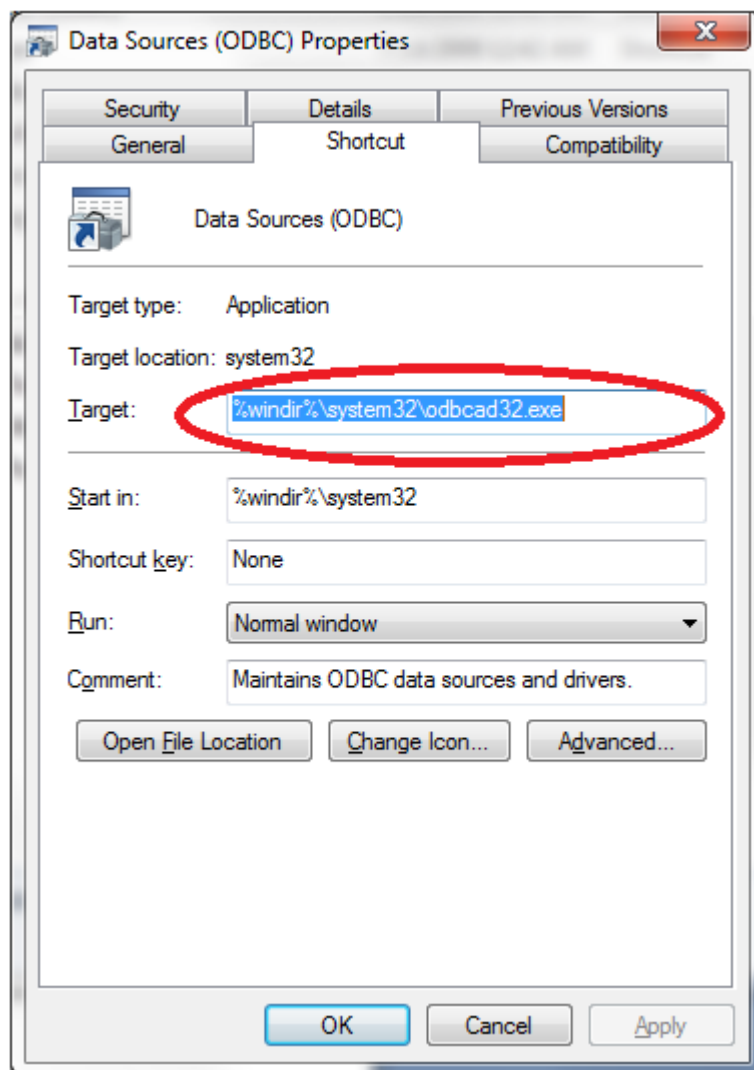 Data Sources (ODBC) Properties
Security Details Previous Versions
General Shortcut Compatibility
Data Sources (ODBC)
Target type: Application
Target location: system32
Target: %windir%\system32\odbcad32.exe
Start in: %windir%\system32
Shortcut key: None
Run: Normal window
Comment: Maintains ODBC data sources and drivers.
Open File Location Change Icon... Advanced...
OK Cancel Apply